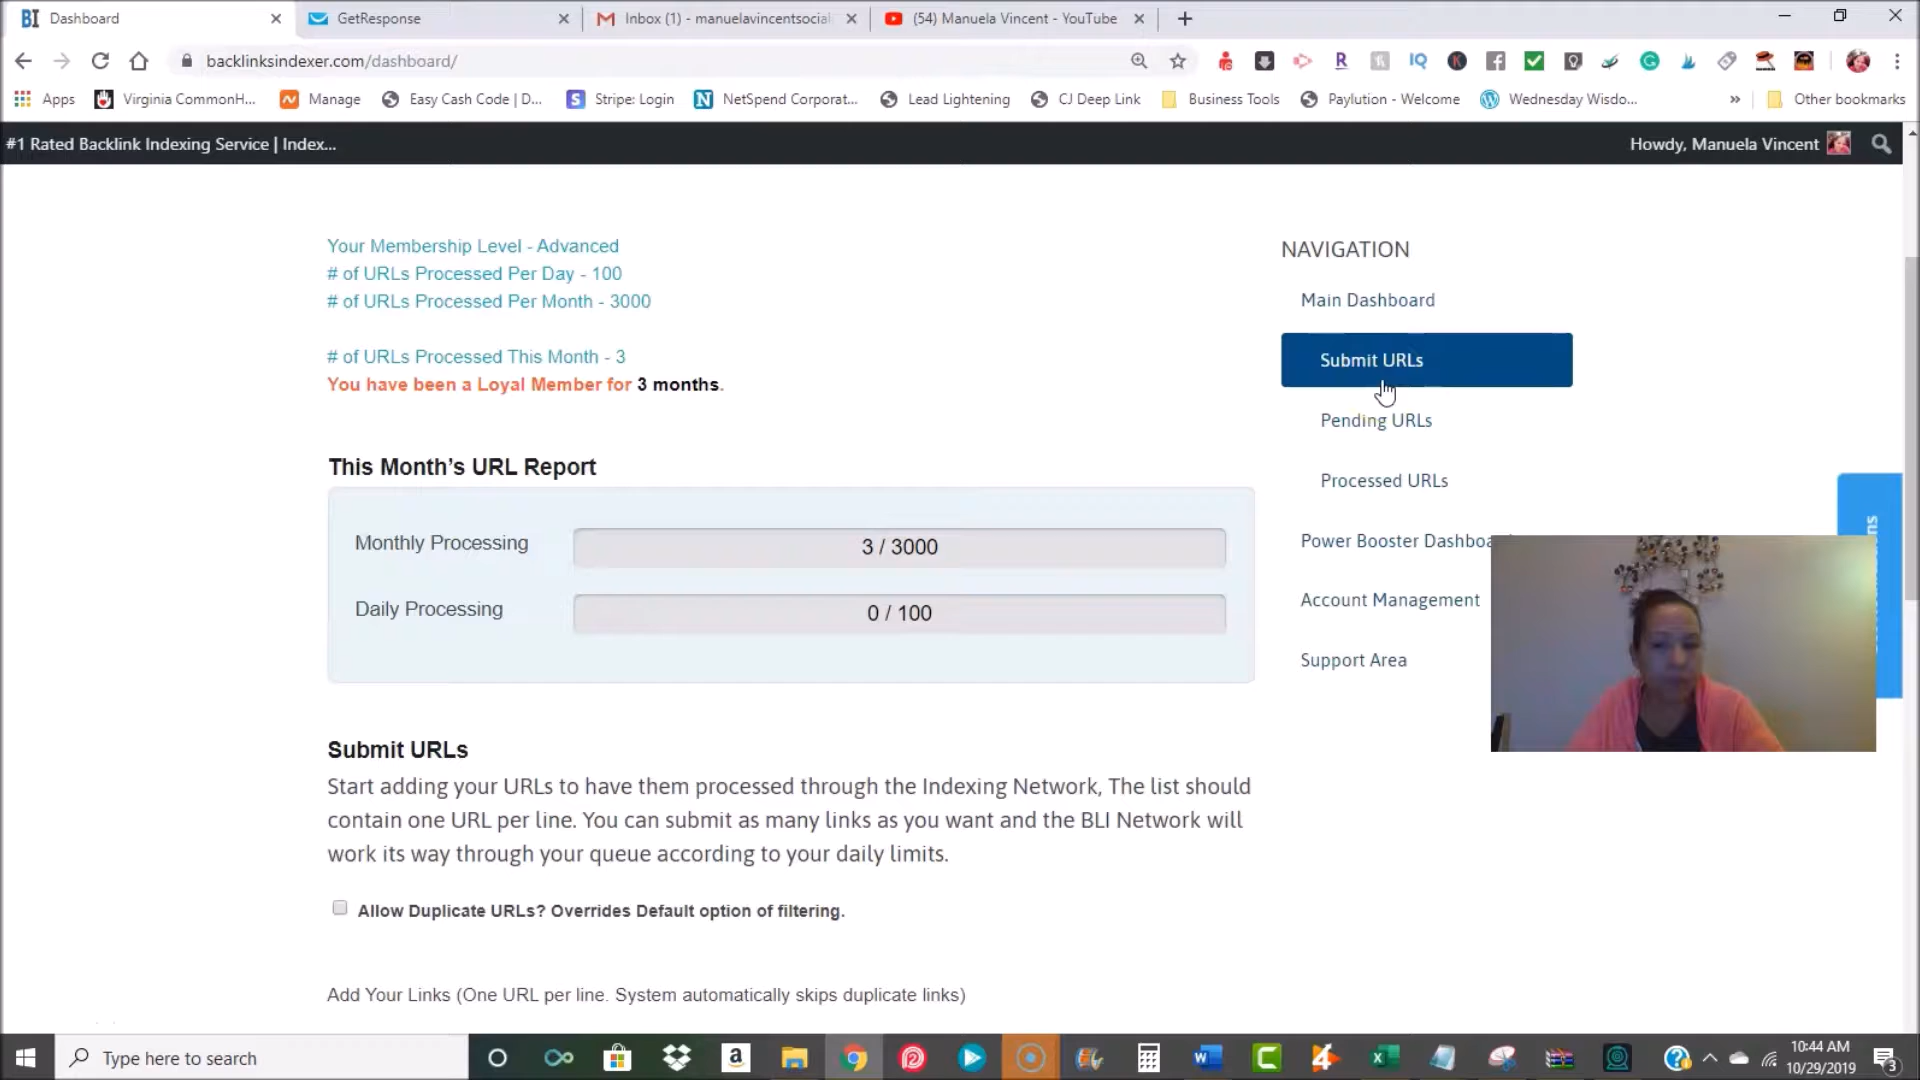 Dashboard
GetResponse
Inbox (1) - manuelavincentsocial
(54) Manuela Vincent - YouTube
backlinksindexer.com/dashboard/
Apps
Virginia CommonH...
Manage
Easy Cash Code | D...
Stripe: Login
NetSpend Corporat...
Lead Lightening
CJ Deep Link
Business Tools
Paylution - Welcome
Wednesday Wisdo...
Other bookmarks
#1 Rated Backlink Indexing Service | Index...
Howdy, Manuela Vincent
Your Membership Level - Advanced
# of URLs Processed Per Day - 100
# of URLs Processed Per Month - 3000
# of URLs Processed This Month - 3
You have been a Loyal Member for 3 months.
This Month’s URL Report
Monthly Processing
3 / 3000
Daily Processing
0 / 100
Submit URLs
Start adding your URLs to have them processed through the Indexing Network, The list should
contain one URL per line. You can submit as many links as you want and the BLI Network will
work its way through your queue according to your daily limits.
Allow Duplicate URLs? Overrides Default option of filtering.
Add Your Links (One URL per line. System automatically skips duplicate links)
NAVIGATION
Main Dashboard
Submit URLs
Pending URLs
Processed URLs
Power Booster
Account Management
Support Area
Type here to search
10:44 AM
10/29/2019
3